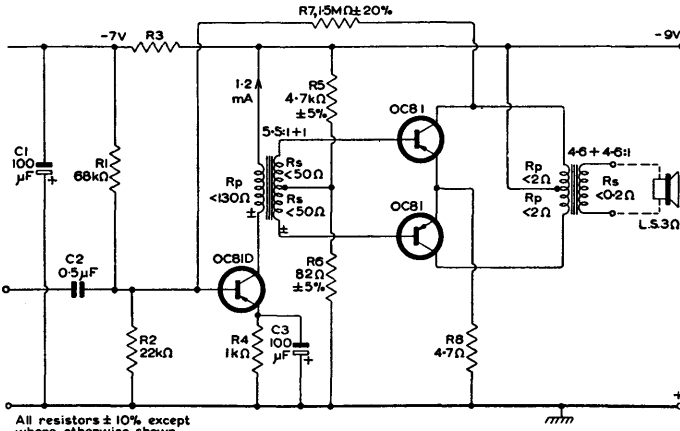 R7,1·5MΩ±20%
-7V
R3
-9V
1·2
mA
R5
4·7kΩ
±5%
OC81
5·5:1+1
4·6+4·6:1
C1
100
μF
+
R1
68kΩ
Rs
<50Ω
Rp
<130Ω
±
Rs
<50Ω
±
Rp
<2Ω
Rp
<2Ω
Rs
<0·2Ω
L.S.3Ω
OC81
C2
0·5μF
OC81D
R6
82Ω
±5%
R2
22kΩ
R4
1kΩ
C3
100
μF
+
R8
4·7Ω
+
All resistors ± 10% except
where otherwise shown